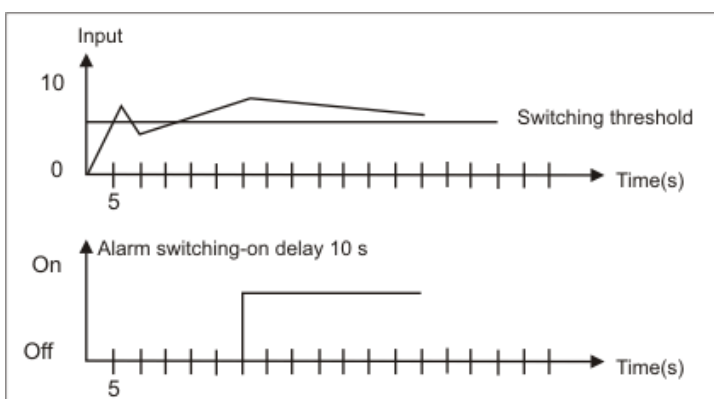 Input
10
Switching threshold
0
Time(s)
5
Alarm switching-on delay 10 s
On
Off
Time(s)
5